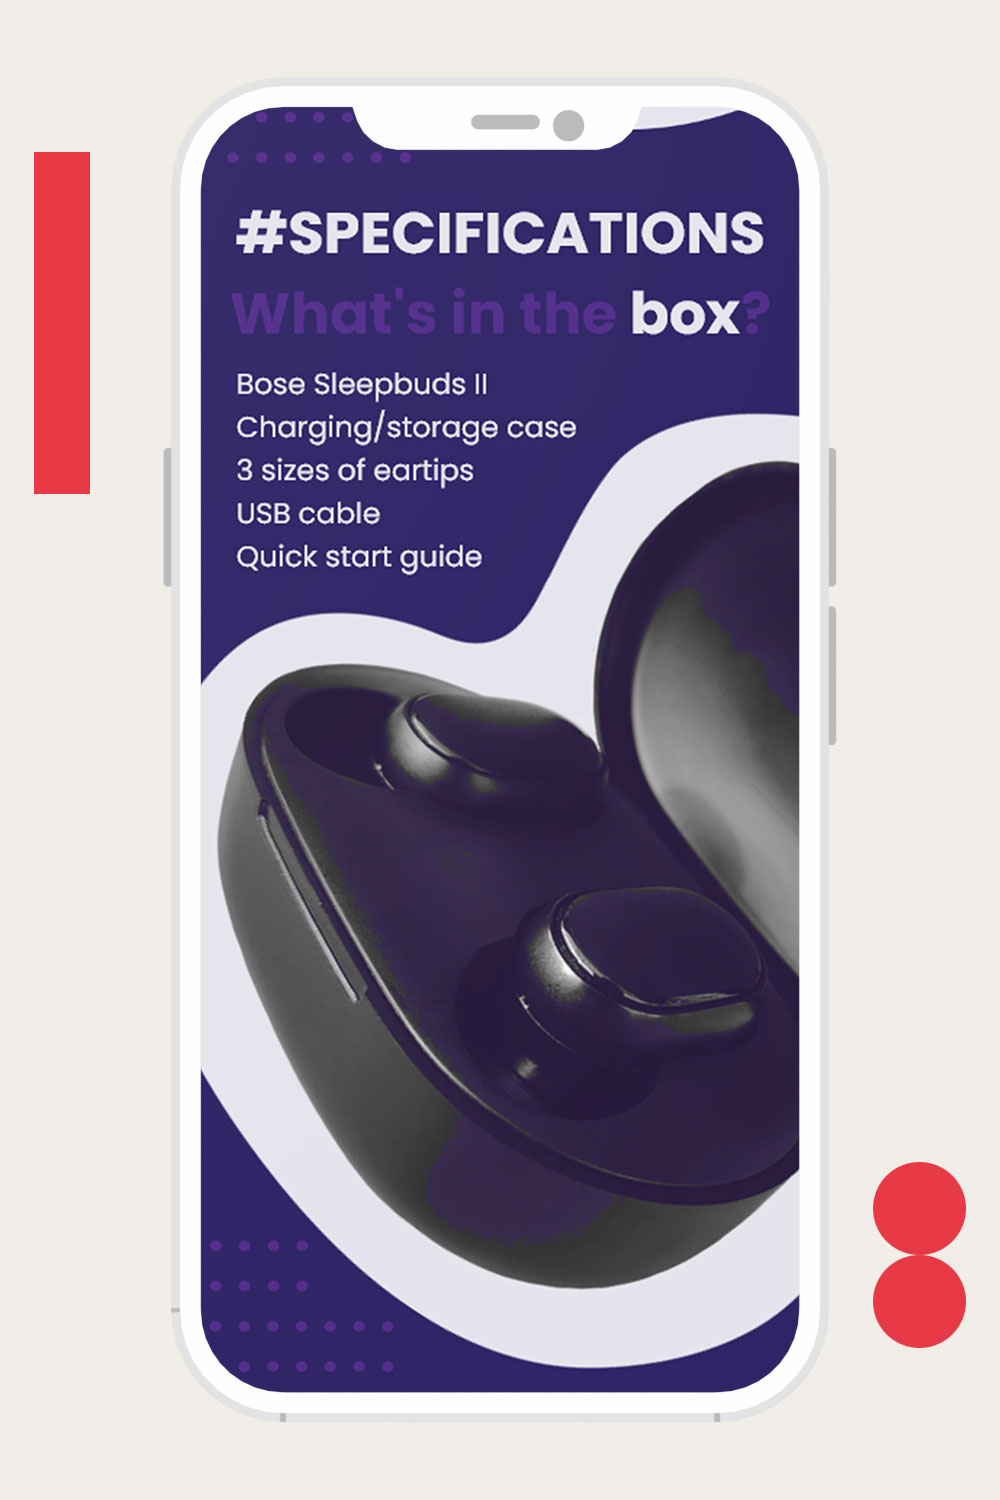 #SPECIFICATIONS
What's in the box?
Bose Sleepbuds II
Charging/storage case
3 sizes of eartips
USB cable
Quick start guide